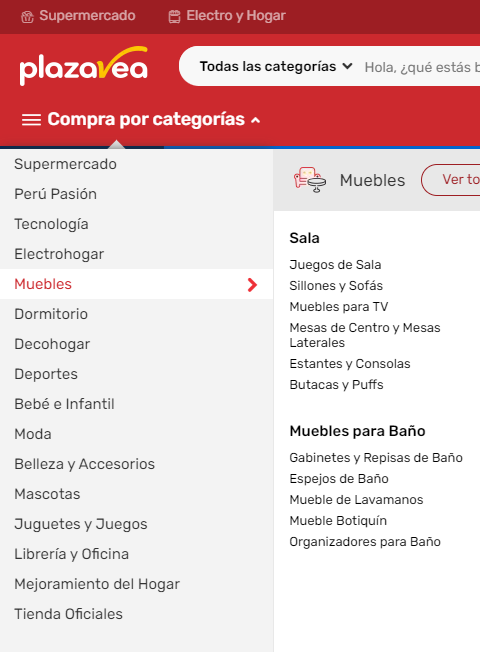 Supermercado
Electro y Hogar
plazavea
Todas las categorías
Hola, ¿qué estás b
Compra por categorías
Supermercado
Perú Pasión
Tecnología
Electrohogar
Muebles
Dormitorio
Decohogar
Deportes
Bebé e Infantil
Moda
Belleza y Accesorios
Mascotas
Juguetes y Juegos
Librería y Oficina
Mejoramiento del Hogar
Tienda Oficiales
Muebles
Ver to
Sala
Juegos de Sala
Sillones y Sofás
Muebles para TV
Mesas de Centro y Mesas
Laterales
Estantes y Consolas
Butacas y Puffs
Muebles para Baño
Gabinetes y Repisas de Baño
Espejos de Baño
Mueble de Lavamanos
Mueble Botiquín
Organizadores para Baño